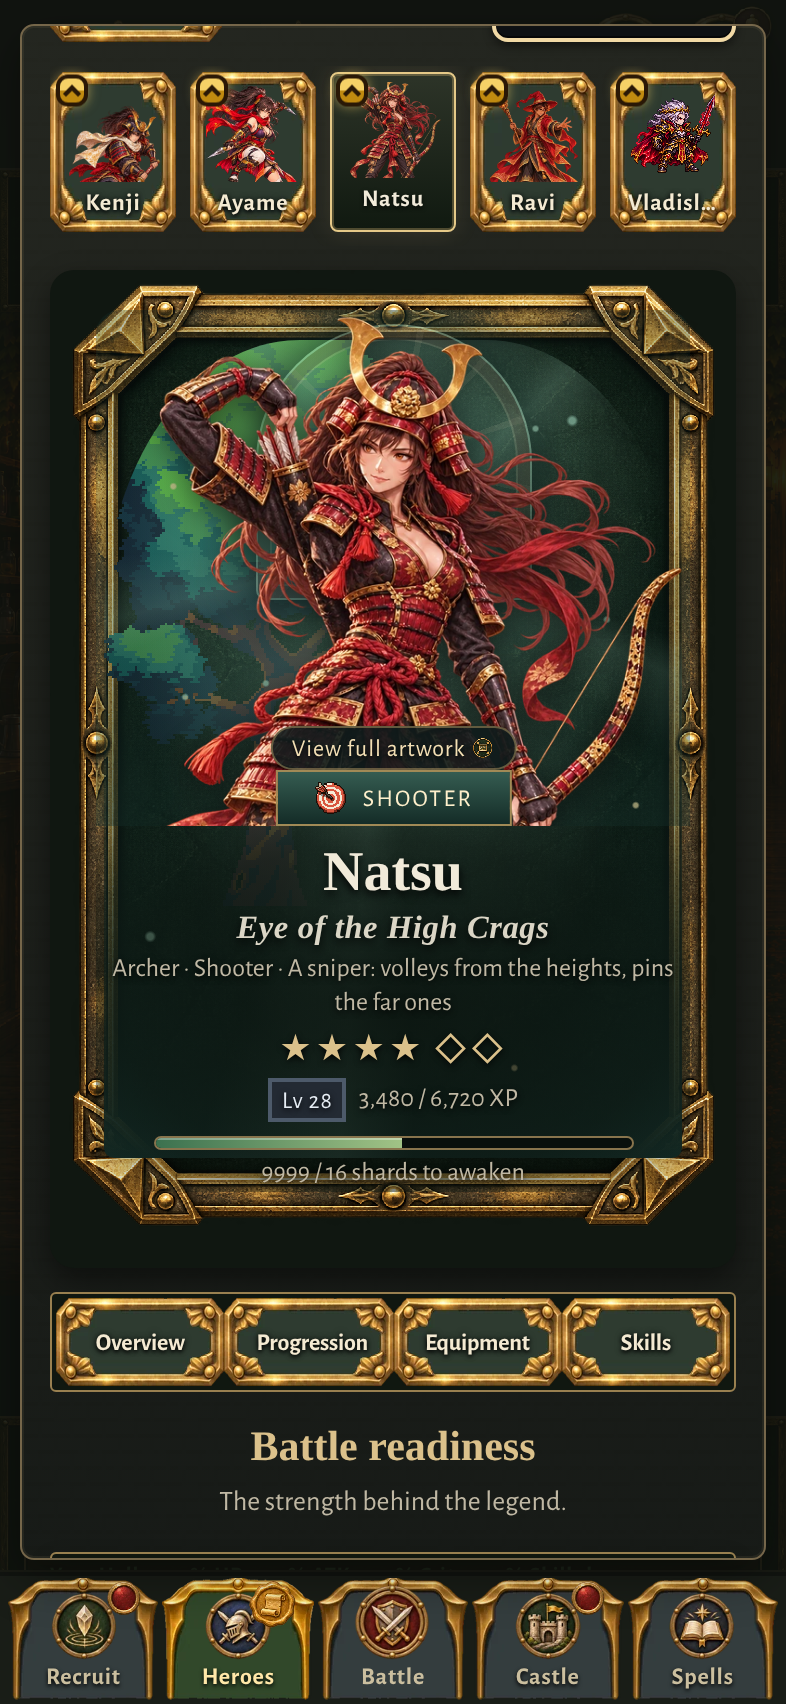 Kenji
Ayame
Natsu
Ravi
Vladisl...
View full artwork
SHOOTER
Natsu
Eye of the High Crags
Archer · Shooter · A sniper: volleys from the heights, pins
the far ones
★★★★◇◇
Lv 28
3,480 / 6,720 XP
9999 / 16 shards to awaken
Overview
Progression
Equipment
Skills
Battle readiness
The strength behind the legend.
Recruit
Heroes
Battle
Castle
Spells